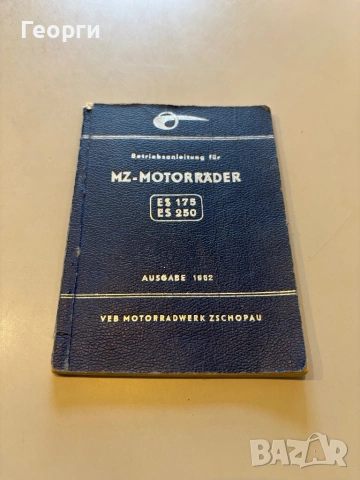 Георги
Betriebsanleitung für
MZ-MOTORRÄDER
ES 175
ES 250
AUSGABE 1962
VEB MOTORRADWERK ZSCHOPAU
BAZAR
bg